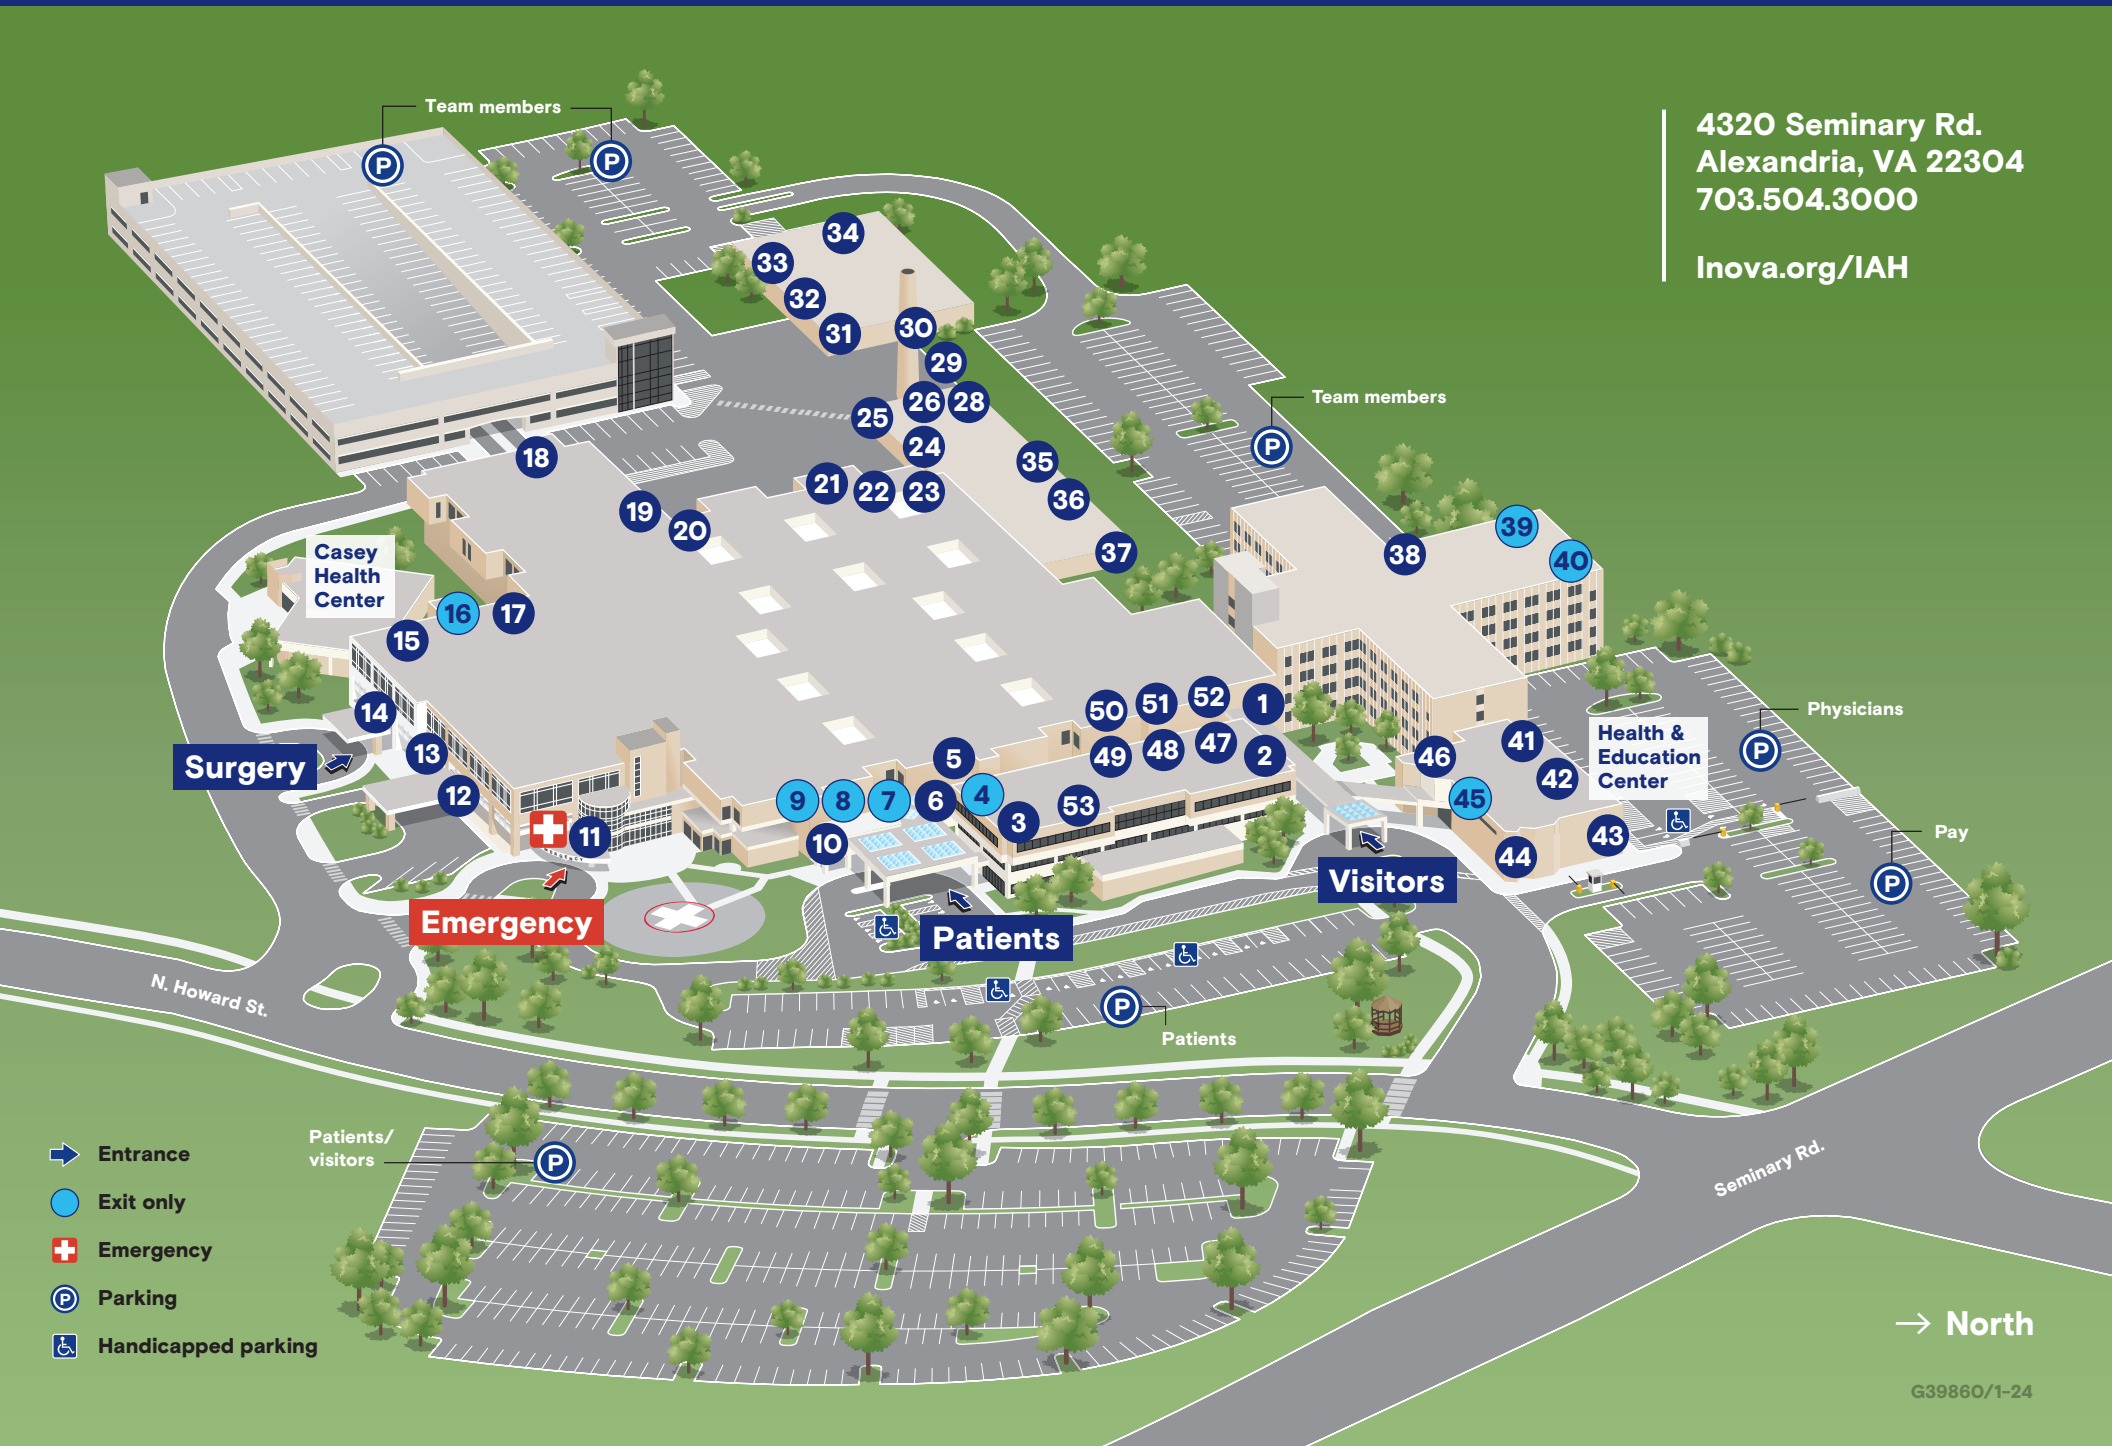 Team members
P
P
4320 Seminary Rd.
Alexandria, VA 22304
703.504.3000
Inova.org/IAH
34
33
32
31
30
29
26
28
25
24
Team members
P
18
21
22
23
35
36
19
20
37
38
39
40
Casey
Health
Center
16
17
15
14
13
12
Surgery
50
51
52
1
49
48
47
2
5
46
41
42
45
Health &
Education
Center
Physicians
P
9
8
7
6
4
3
53
11
10
43
44
EMERGENCY
Pay
P
Visitors
Emergency
Patients
N. Howard St.
P
Patients
Patients/
visitors
P
Seminary Rd.
Entrance
Exit only
Emergency
P
Parking
Handicapped parking
North
G39860/1-24